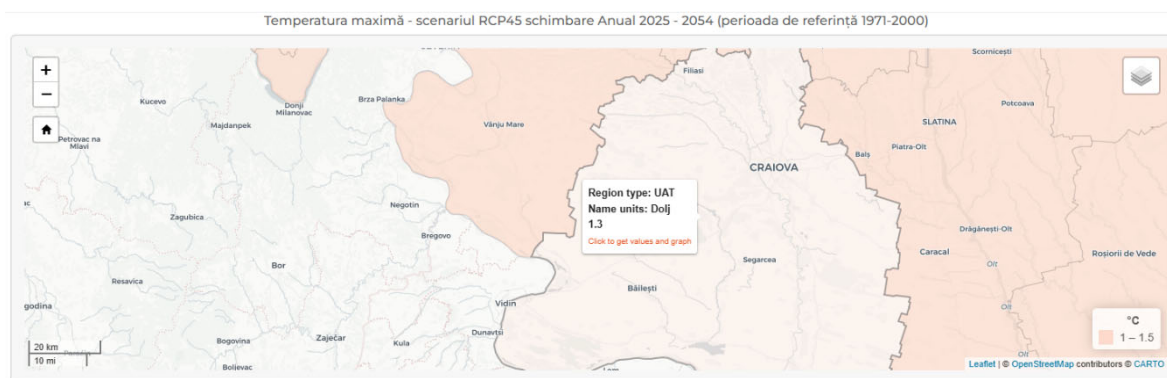 Temperatura maximă - scenariul RCP45 schimbare Anual 2025 - 2054 (perioada de referință 1971-2000)
+
−
Scornicesti
Filiasi
Kucevo
Donji
Milanovac
Brza Palanka
Potcoava
Majdanpek
Vânju Mare
SLATINA
Petrovac na
Mlavi
Piatra-Olt
Balș
CRAIOVA
Region type: UAT
Name units: Dolj
1.3
Click to get values and graph
Negotin
Zagubica
Bregovo
Drăgănești-Olt
Caracal
Olt
Roșiorii de Vede
Segarcea
Bor
Resavica
Băilești
godina
Vidin
Olt
Dunavtsi
Zaječar
Bogovina
Kula
Boljevac
20 km
10 mi
°C
1 – 1.5
Olt
Leaflet | © OpenStreetMap contributors © CARTO